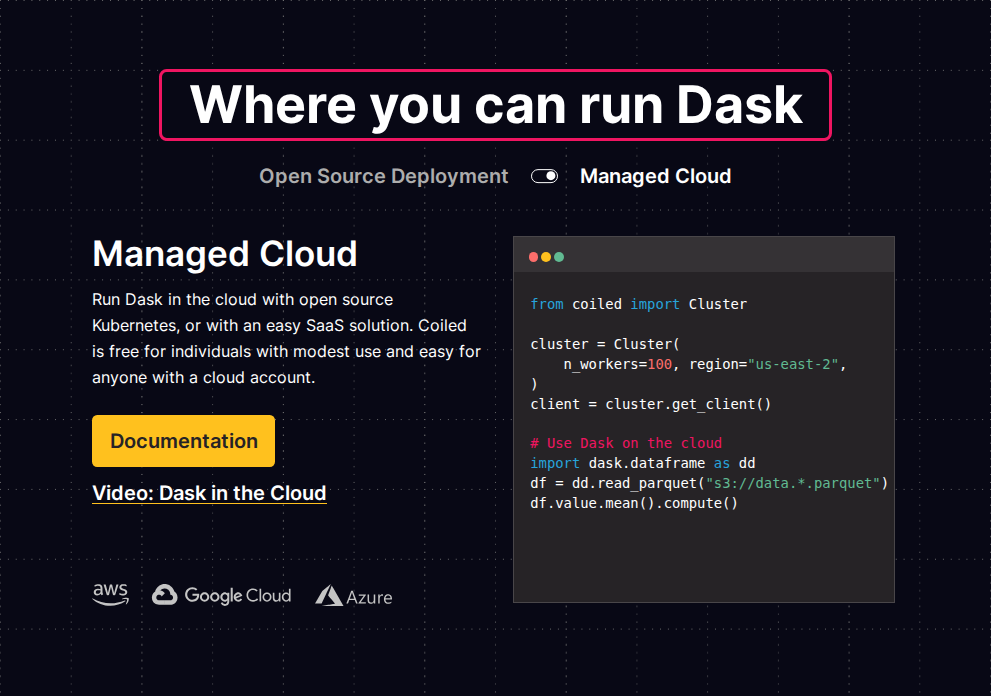 Where you can run Dask
Open Source Deployment Managed Cloud
Managed Cloud
Run Dask in the cloud with open source
Kubernetes, or with an easy SaaS solution. Coiled
is free for individuals with modest use and easy for
anyone with a cloud account.
Documentation
Video: Dask in the Cloud
aws Google Cloud Azure
from coiled import Cluster
cluster = Cluster(
    n_workers=100, region="us-east-2",
)
client = cluster.get_client()
# Use Dask on the cloud
import dask.dataframe as dd
df = dd.read_parquet("s3://data.*.parquet")
df.value.mean().compute()